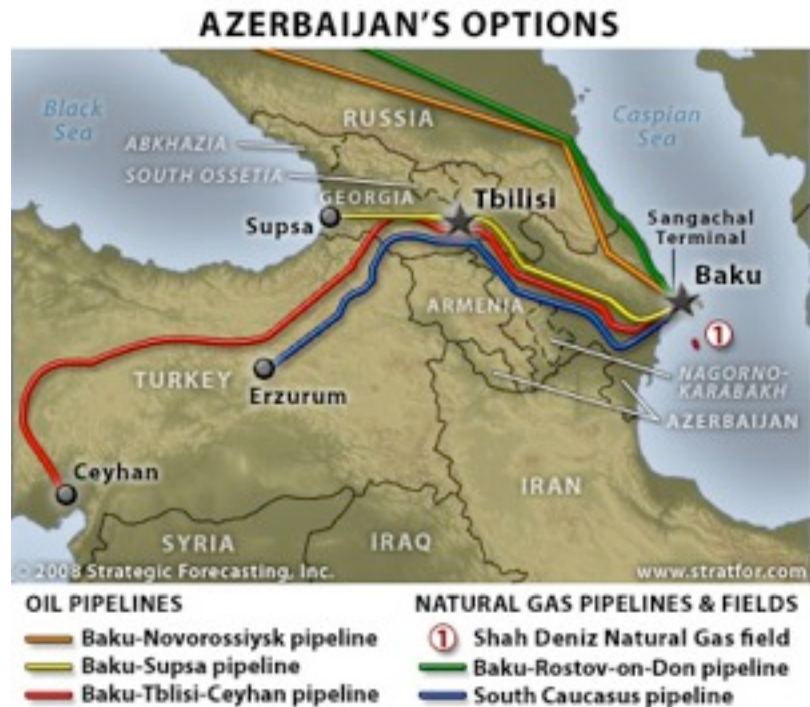 AZERBAIJAN'S OPTIONS
Black
Sea
Caspian
Sea
RUSSIA
ABKHAZIA
SOUTH OSSETIA
GEORGIA
Tbilisi
Supsa
Sangachal
Terminal
Baku
ARMENIA
1
NAGORNO-
KARABAKH
TURKEY
Erzurum
AZERBAIJAN
Ceyhan
IRAN
SYRIA
IRAQ
© 2008 Strategic Forecasting, Inc.
www.stratfor.com
OIL PIPELINES
Baku-Novorossiysk pipeline
Baku-Supsa pipeline
Baku-Tblisi-Ceyhan pipeline
NATURAL GAS PIPELINES & FIELDS
1 Shah Deniz Natural Gas field
Baku-Rostov-on-Don pipeline
South Caucasus pipeline